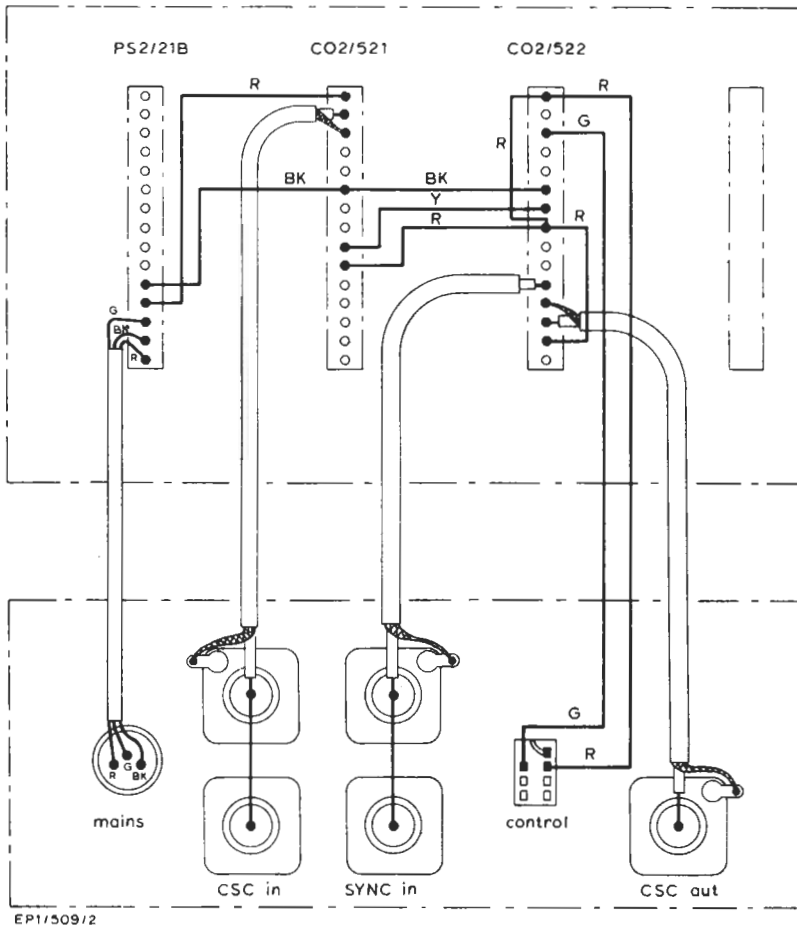 PS2/21B CO2/521 CO2/522
R R
G
R
BK BK
Y
R R
G
BK
R
G
R
R G BK
mains control
CSC in SYNC in CSC aut
EP1/509/2